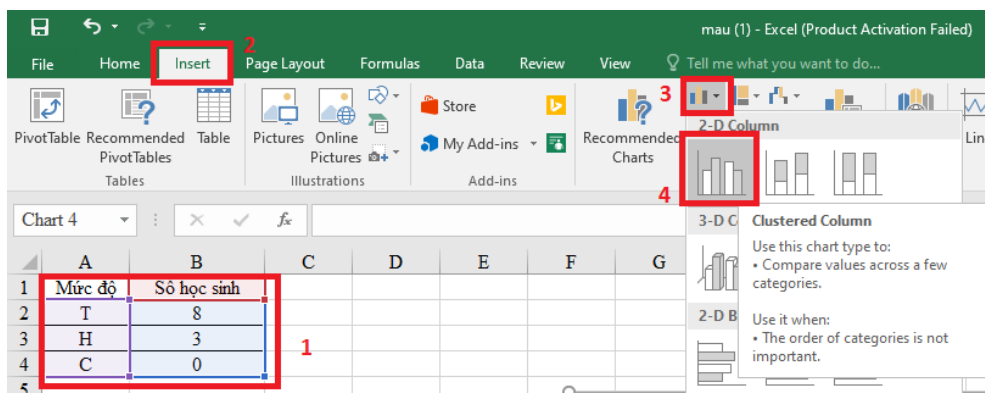 mau (1) - Excel (Product Activation Failed)
2
File Home Insert Page Layout Formulas Data Review View Tell me what you want to do...
3
PivotTable Recommended PivotTables Table
Pictures Online Pictures
Store
My Add-ins
Recommended Charts
Lin
Tables Illustrations Add-ins
2-D Column
4
Chart 4 fx
3-D C
Clustered Column
Use this chart type to:
• Compare values across a few
categories.
Use it when:
• The order of categories is not
important.
2-D B
A B C D E F G
1 Mức độ Số học sinh
2 T 8
3 H 3
4 C 0
5
1